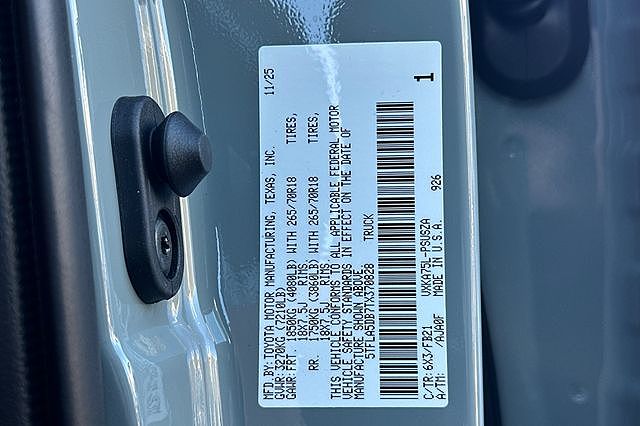 MFD.BY: TOYOTA MOTOR MANUFACTURING, TEXAS, INC. 11/25
GVWR: 3270KG (7210LB)
GAWR: FRT. 1850KG (4080LB) WITH 265/70R18 TIRES,
18X7.5J RIMS,
RR. 1750KG (3860LB) WITH 265/70R18 TIRES,
18X7.5J RIMS,
THIS VEHICLE CONFORMS TO ALL APPLICABLE FEDERAL MOTOR
VEHICLE SAFETY STANDARDS IN EFFECT ON THE DATE OF
MANUFACTURE SHOWN ABOVE.
5TFLA5DB7TX370828 TRUCK
1
C/TR: 6X3/FB21 VXKA75L-PSUSZA
A/TM: /AJA0F MADE IN U.S.A. 926